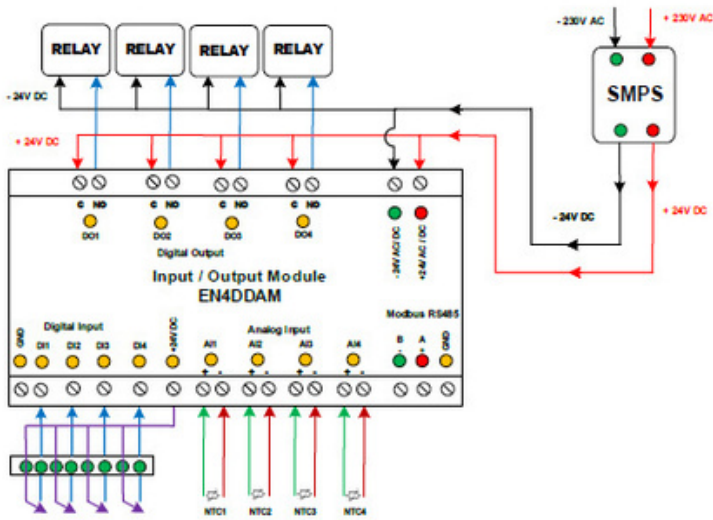 - 230V AC + 230V AC
RELAY RELAY RELAY RELAY
SMPS
- 24V DC
+ 24V DC
- 24V DC + 24V DC
C NO C NO C NO C NO
DO1 DO2 DO3 DO4
- 24V AC/ DC +24V AC / DC
Digital Output
Input / Output Module
EN4DDAM
Digital Input Analog Input Modbus RS485
GND DI1 DI2 DI3 DI4 +24V DC AI1 AI2 AI3 AI4 B - A + GND
+ - + - + - + -
NTC1 NTC2 NTC3 NTC4